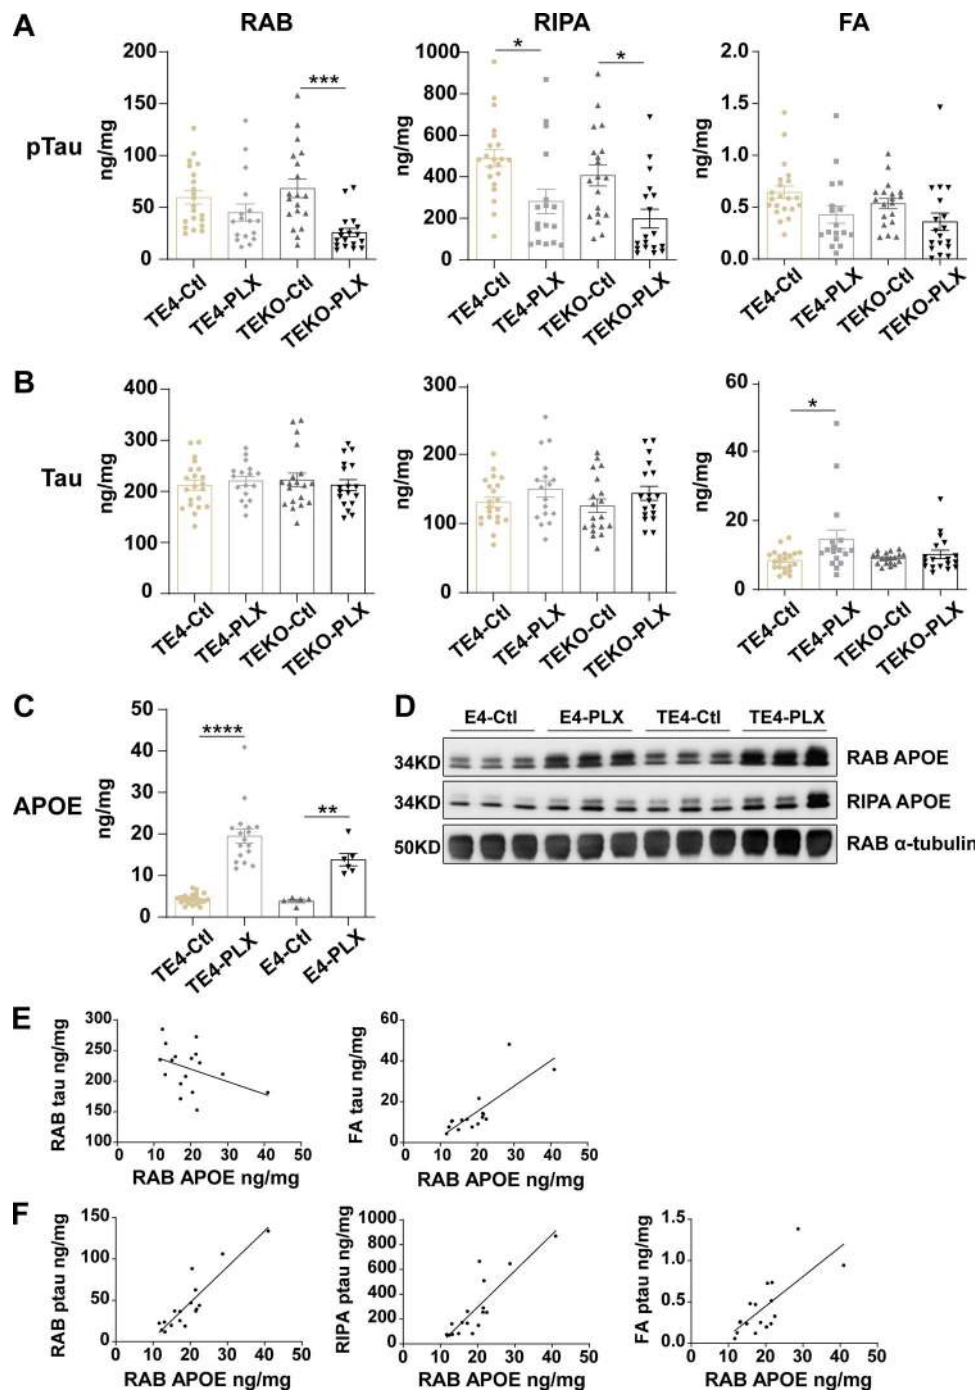 A
RAB
RIPA
FA
pTau
ng/mg
200
150
100
50
0
***
TE4-Ctl
TE4-PLX
TEKO-Ctl
TEKO-PLX
ng/mg
1000
800
600
400
200
0
*
*
TE4-Ctl
TE4-PLX
TEKO-Ctl
TEKO-PLX
ng/mg
2.0
1.5
1.0
0.5
0.0
TE4-Ctl
TE4-PLX
TEKO-Ctl
TEKO-PLX
B
Tau
ng/mg
400
300
200
100
0
TE4-Ctl
TE4-PLX
TEKO-Ctl
TEKO-PLX
ng/mg
300
200
100
0
TE4-Ctl
TE4-PLX
TEKO-Ctl
TEKO-PLX
ng/mg
60
40
20
0
*
TE4-Ctl
TE4-PLX
TEKO-Ctl
TEKO-PLX
C
APOE
ng/mg
50
40
30
20
10
0
****
**
TE4-Ctl
TE4-PLX
E4-Ctl
E4-PLX
D
E4-Ctl E4-PLX TE4-Ctl TE4-PLX
34KD RAB APOE
34KD RIPA APOE
50KD RAB α-tubulin
E
RAB tau ng/mg
300
250
200
150
100
0 10 20 30 40 50
RAB APOE ng/mg
FA tau ng/mg
60
40
20
0
0 10 20 30 40 50
RAB APOE ng/mg
F
RAB ptau ng/mg
150
100
50
0
0 10 20 30 40 50
RAB APOE ng/mg
RIPA ptau ng/mg
1000
800
600
400
200
0
0 10 20 30 40 50
RAB APOE ng/mg
FA ptau ng/mg
1.5
1.0
0.5
0.0
0 10 20 30 40 50
RAB APOE ng/mg